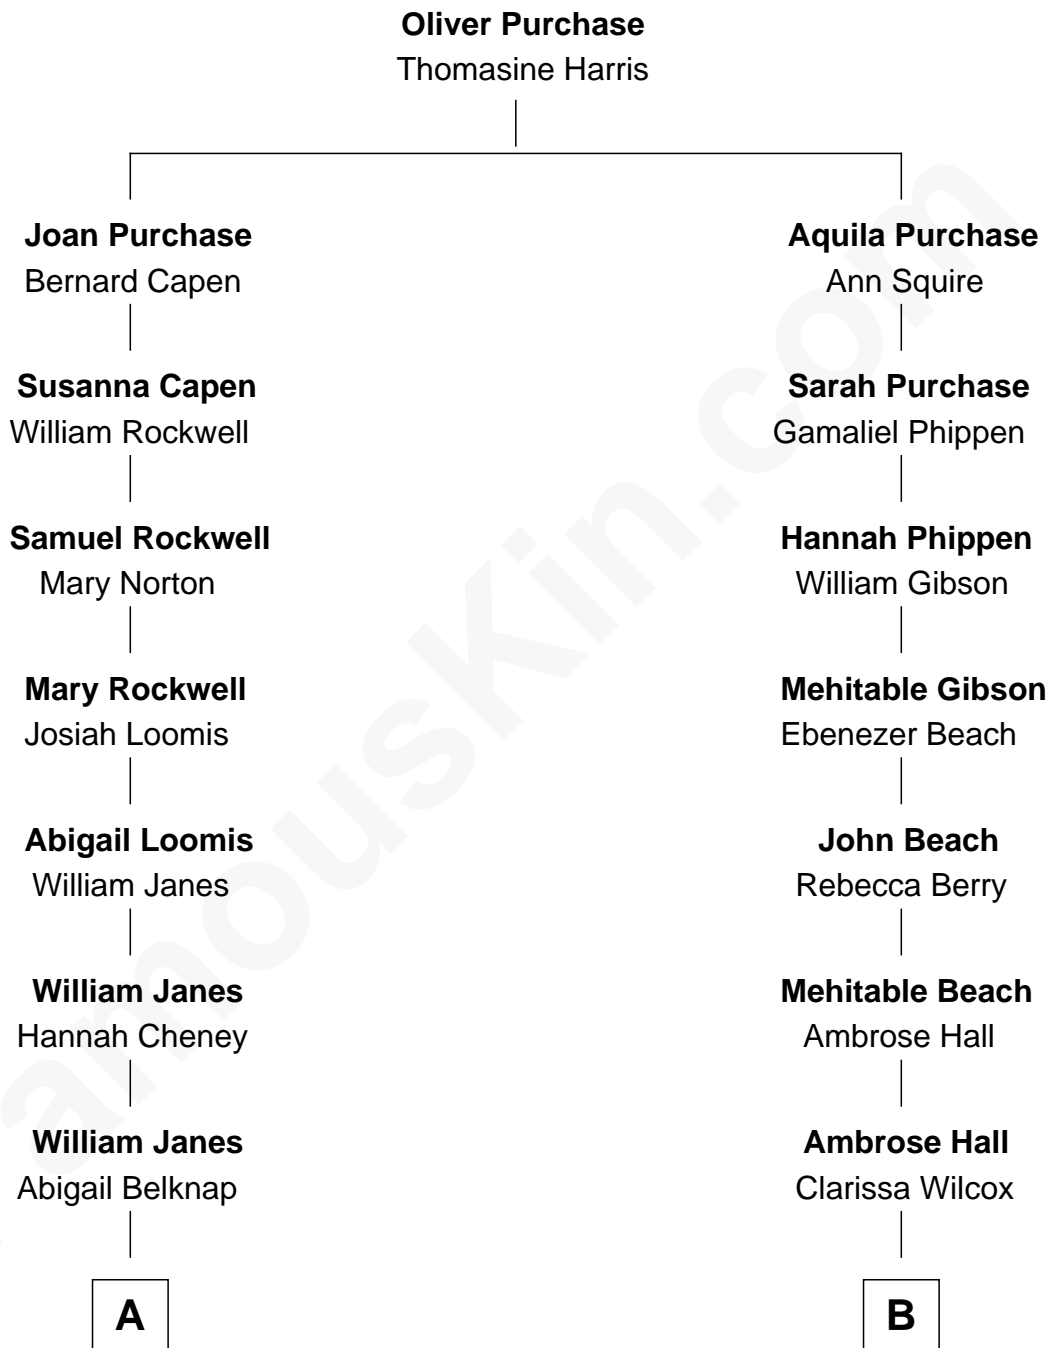 Oliver Purchase
Thomasine Harris
Joan Purchase
Bernard Capen
Aquila Purchase
Ann Squire
Susanna Capen
William Rockwell
Sarah Purchase
Gamaliel Phippen
Samuel Rockwell
Mary Norton
Hannah Phippen
William Gibson
Mary Rockwell
Josiah Loomis
Mehitable Gibson
Ebenezer Beach
Abigail Loomis
William Janes
John Beach
Rebecca Berry
William Janes
Hannah Cheney
Mehitable Beach
Ambrose Hall
William Janes
Abigail Belknap
Ambrose Hall
Clarissa Wilcox
A
B
amousKin.com